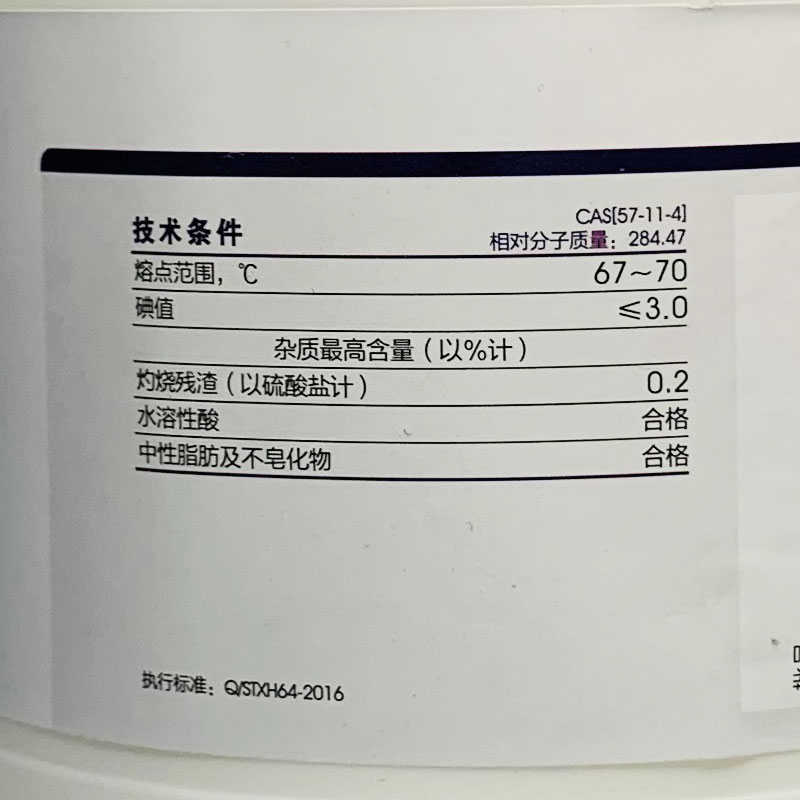 CAS[57-11-4]
技术条件 相对分子质量：284.47
熔点范围，℃ 67~70
碘值 ≤3.0
杂质最高含量（以%计）
灼烧残渣（以硫酸盐计） 0.2
水溶性酸 合格
中性脂肪及不皂化物 合格
执行标准：Q/STXH64-2016